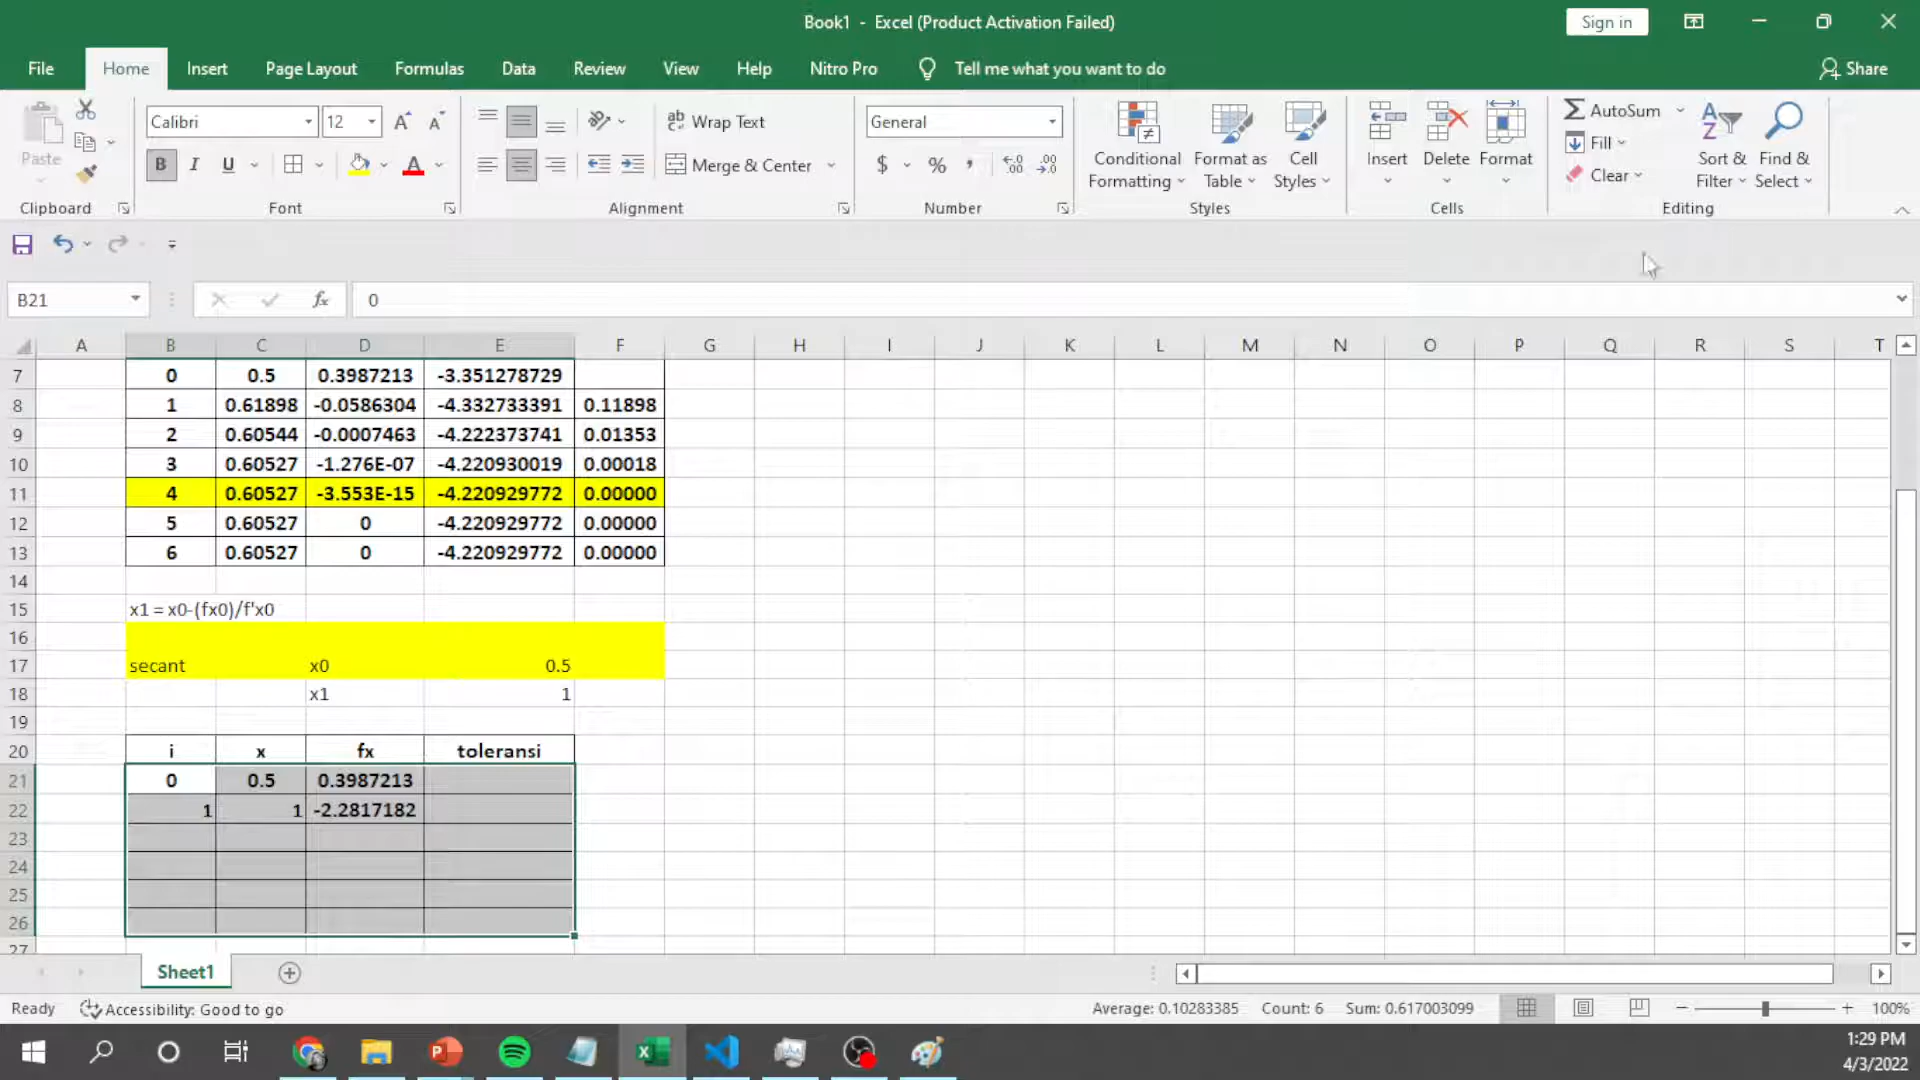 Book1 - Excel (Product Activation Failed)
Sign in
File Home Insert Page Layout Formulas Data Review View Help Nitro Pro Tell me what you want to do Share
Paste
Clipboard
Calibri 12
B I U
Font
ab Wrap Text
Merge & Center
Alignment
General
$ % ,
Number
Conditional Formatting
Format as Table
Cell Styles
Styles
Insert Delete Format
Cells
AutoSum
Fill
Clear
Sort & Filter
Find & Select
Editing
B21 fx 0
A B C D E F G H I J K L M N O P Q R S T
7 0 0.5 0.3987213 -3.351278729
8 1 0.61898 -0.0586304 -4.332733391 0.11898
9 2 0.60544 -0.0007463 -4.222373741 0.01353
10 3 0.60527 -1.276E-07 -4.220930019 0.00018
11 4 0.60527 -3.553E-15 -4.220929772 0.00000
12 5 0.60527 0 -4.220929772 0.00000
13 6 0.60527 0 -4.220929772 0.00000
14
15 x1 = x0-(fx0)/f'x0
16
17 secant x0 0.5
18 x1 1
19
20 i x fx toleransi
21 0 0.5 0.3987213
22 1 1 -2.2817182
23
24
25
26
27
Sheet1
Ready Accessibility: Good to go Average: 0.10283385 Count: 6 Sum: 0.617003099 100%
1:29 PM
4/3/2022